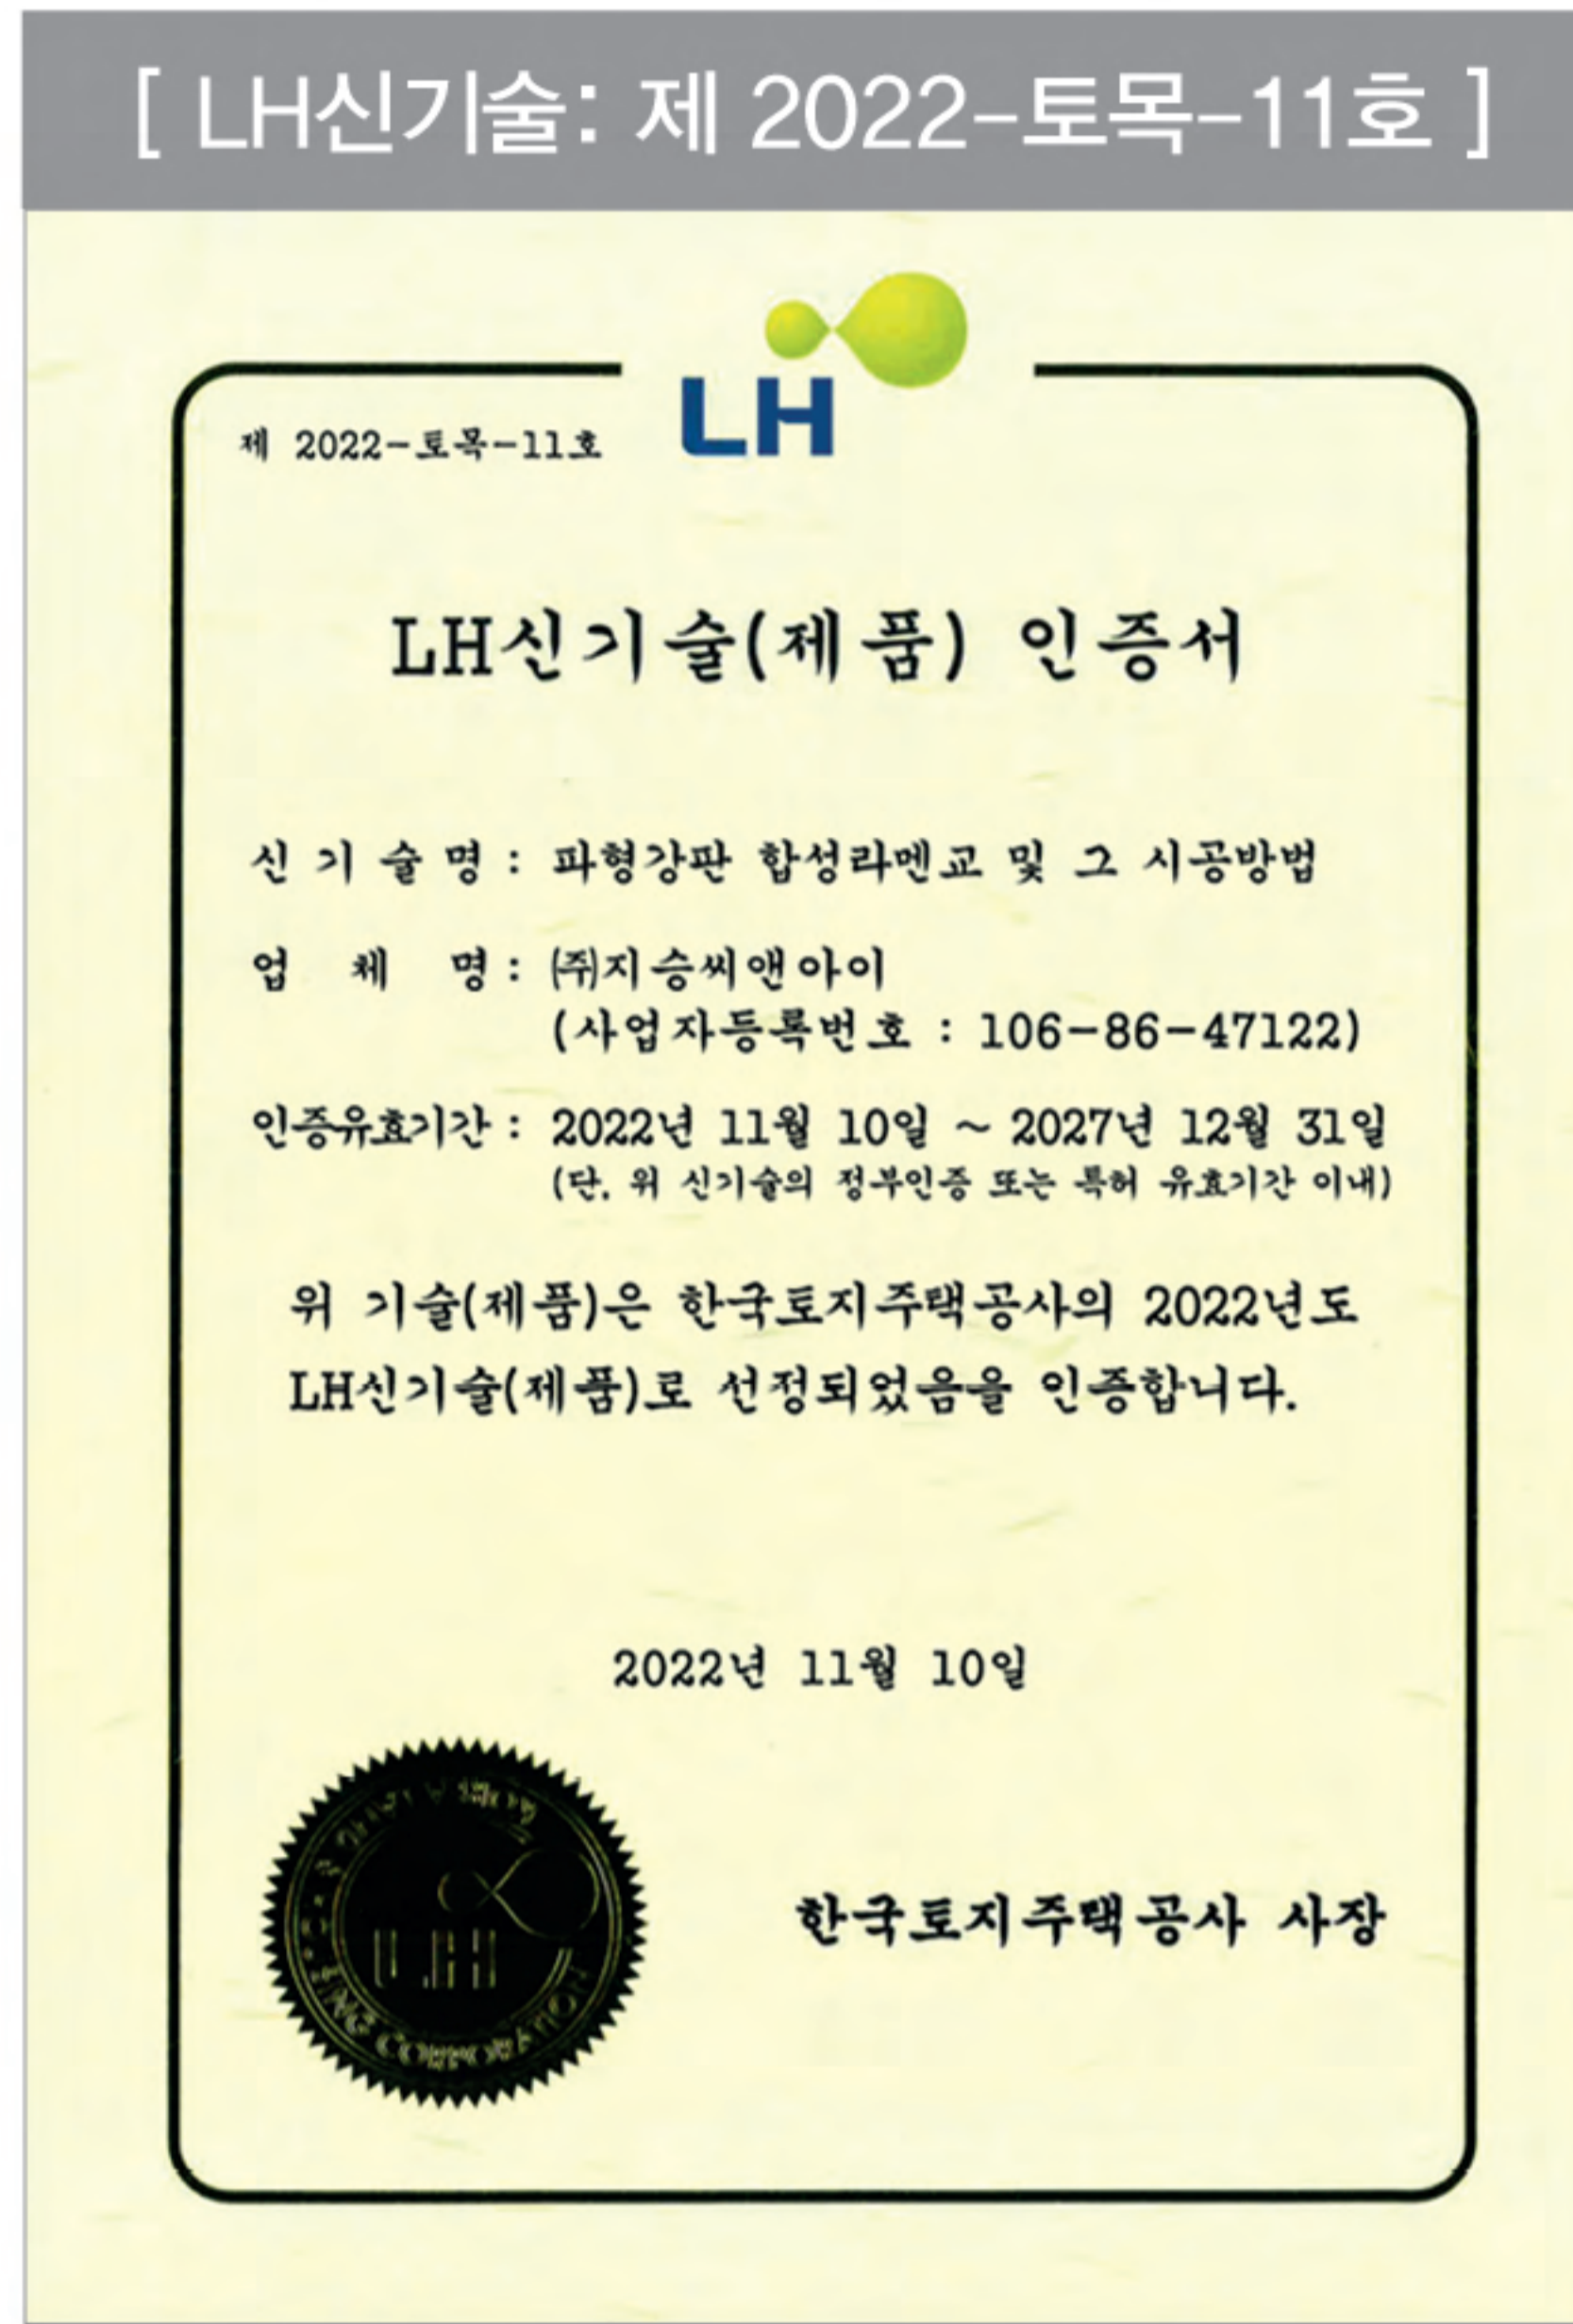 [ LH신기술: 제 2022-토목-11호 ]
LH
제 2022-토목-11호
LH신기술(제품) 인증서
신 기 술 명 : 파형강판 합성라멘교 및 그 시공방법
업 체 명 : ㈜지승씨앤아이
(사업자등록번호 : 106-86-47122)
인증유효기간 : 2022년 11월 10일 ~ 2027년 12월 31일
(단. 위 신기술의 정부인증 또는 특허 유효기간 이내)
위 기술(제품)은 한국토지주택공사의 2022년도
LH신기술(제품)로 선정되었음을 인증합니다.
2022년 11월 10일
LH
CORPORATION
한국토지주택공사 사장